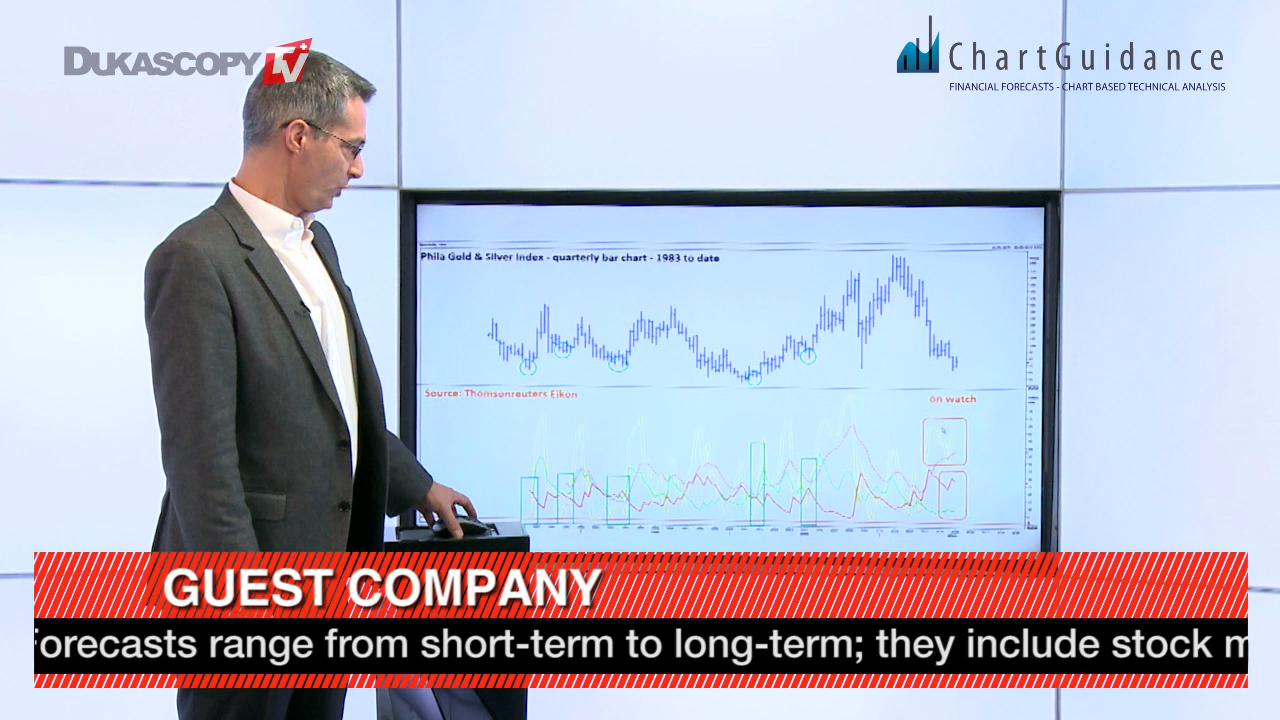 DUKASCOPY TV
ChartGuidance
FINANCIAL FORECASTS - CHART BASED TECHNICAL ANALYSIS
Phila Gold & Silver Index - quarterly bar chart - 1983 to date
Source: Thomsonreuters Eikon
on watch
GUEST COMPANY
Forecasts range from short-term to long-term; they include stock m